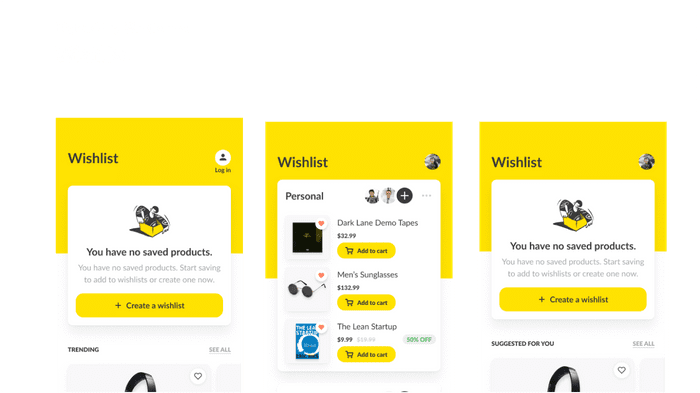 Wishlist
Log in
You have no saved products.
You have no saved products. Start saving
to add to wishlists or create one now.
+ Create a wishlist
TRENDING
SEE ALL
Wishlist
Personal
Dark Lane Demo Tapes
$32.99
Add to cart
Men's Sunglasses
$132.99
Add to cart
THE LEAN
STARTUP
The Lean Startup
$9.99 $19.99
50% OFF
Add to cart
Wishlist
You have no saved products.
You have no saved products. Start saving
to add to wishlists or create one now.
+ Create a wishlist
SUGGESTED FOR YOU
SEE ALL